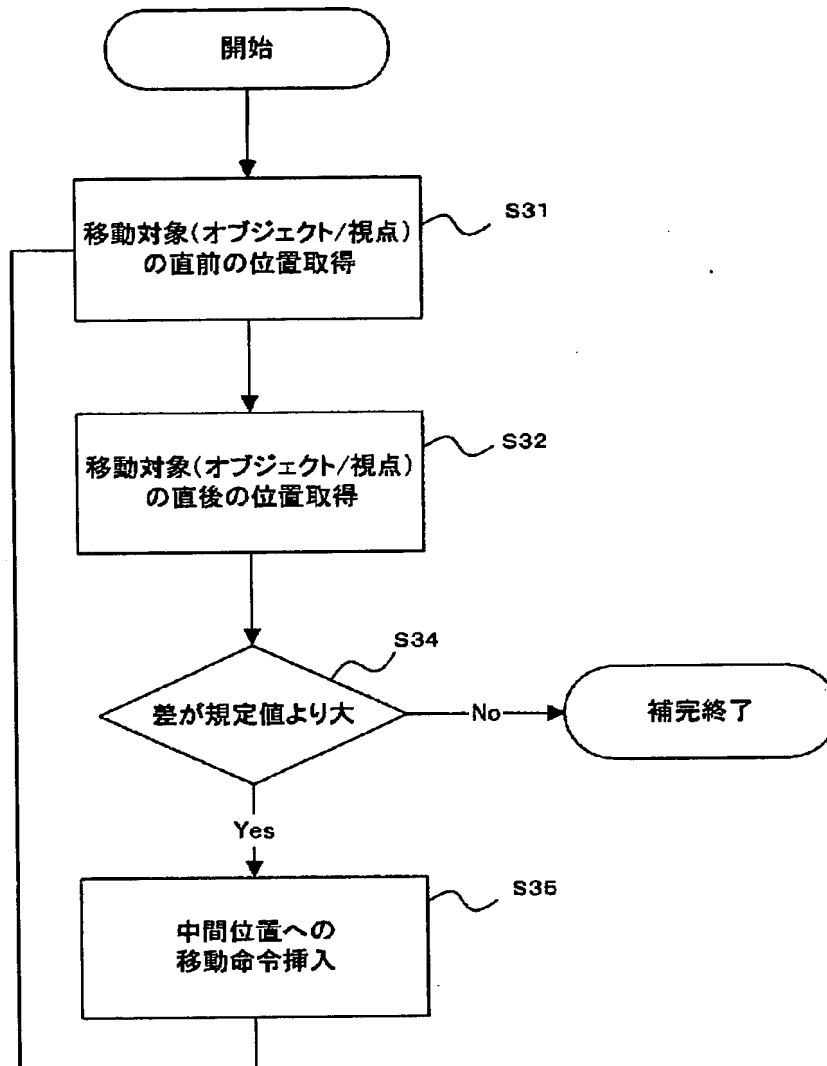 開始
移動対象(オブジェクト/視点)
の直前の位置取得
S31
移動対象(オブジェクト/視点)
の直後の位置取得
S32
差が規定値より大
S34
No
補完終了
Yes
中間位置への
移動命令挿入
S35